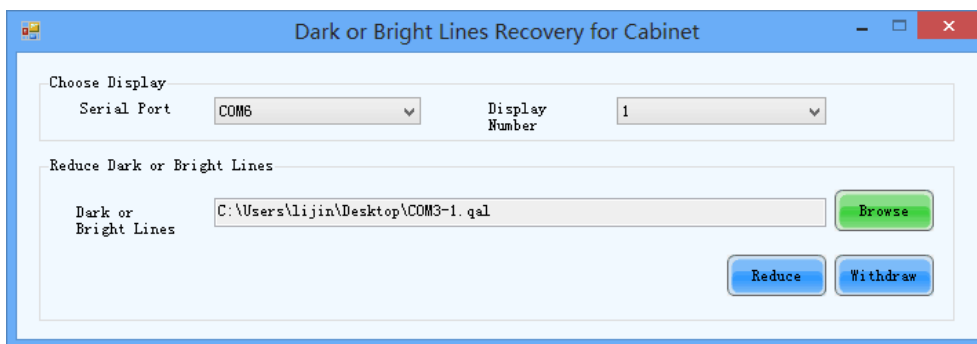 Dark or Bright Lines Recovery for Cabinet
Choose Display
Serial Port
COM6
Display
Number
1
Reduce Dark or Bright Lines
Dark or
Bright Lines
C:\Users\lijin\Desktop\COM3-1.qal
Browse
Reduce
Withdraw